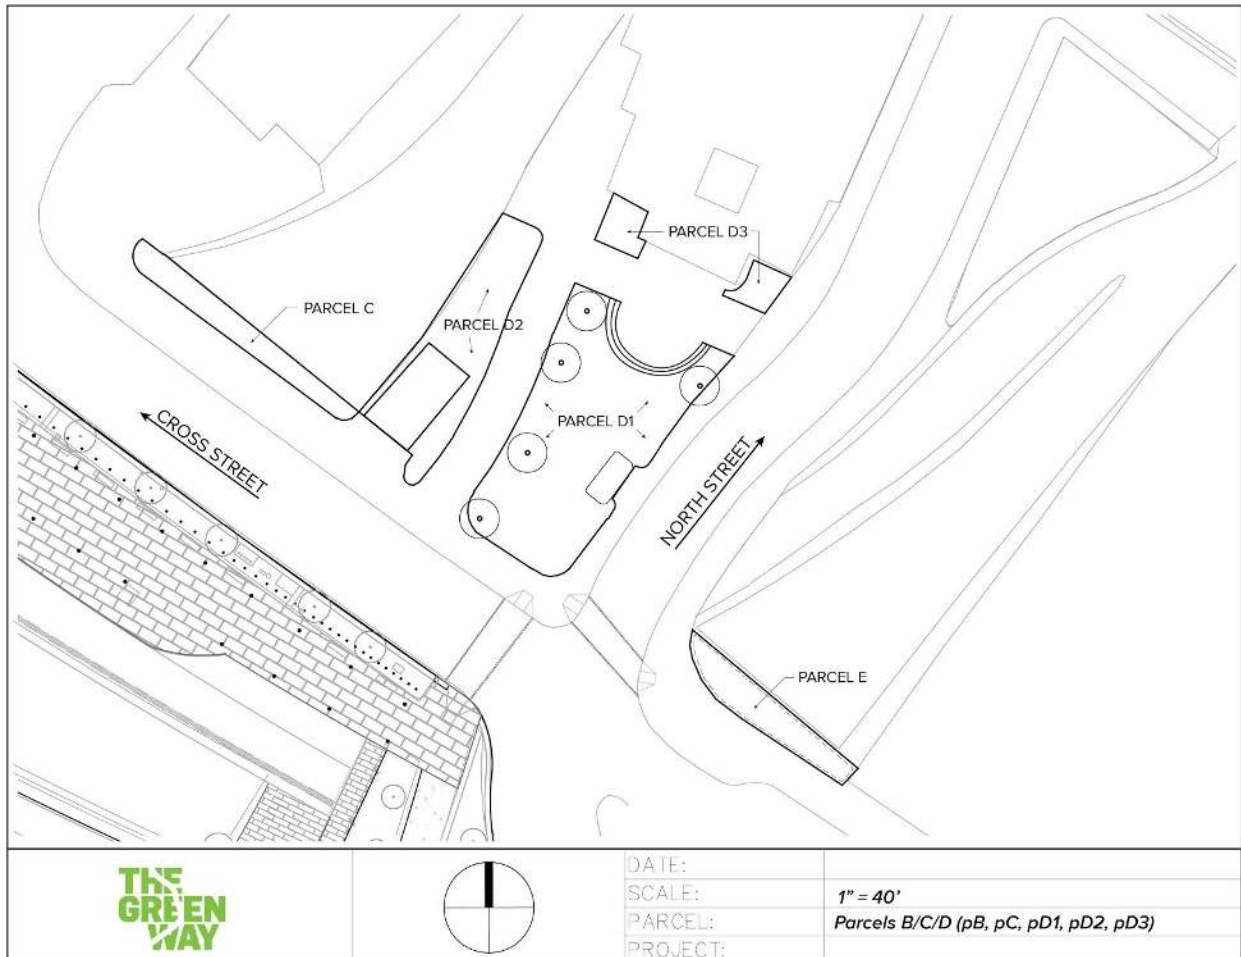 PARCEL D3
PARCEL C
PARCEL D2
PARCEL D1
CROSS STREET
NORTH STREET
PARCEL E
THE
GREEN
WAY
DATE:
SCALE: 1" = 40’
PARCEL: Parcels B/C/D (pB, pC, pD1, pD2, pD3)
PROJECT: